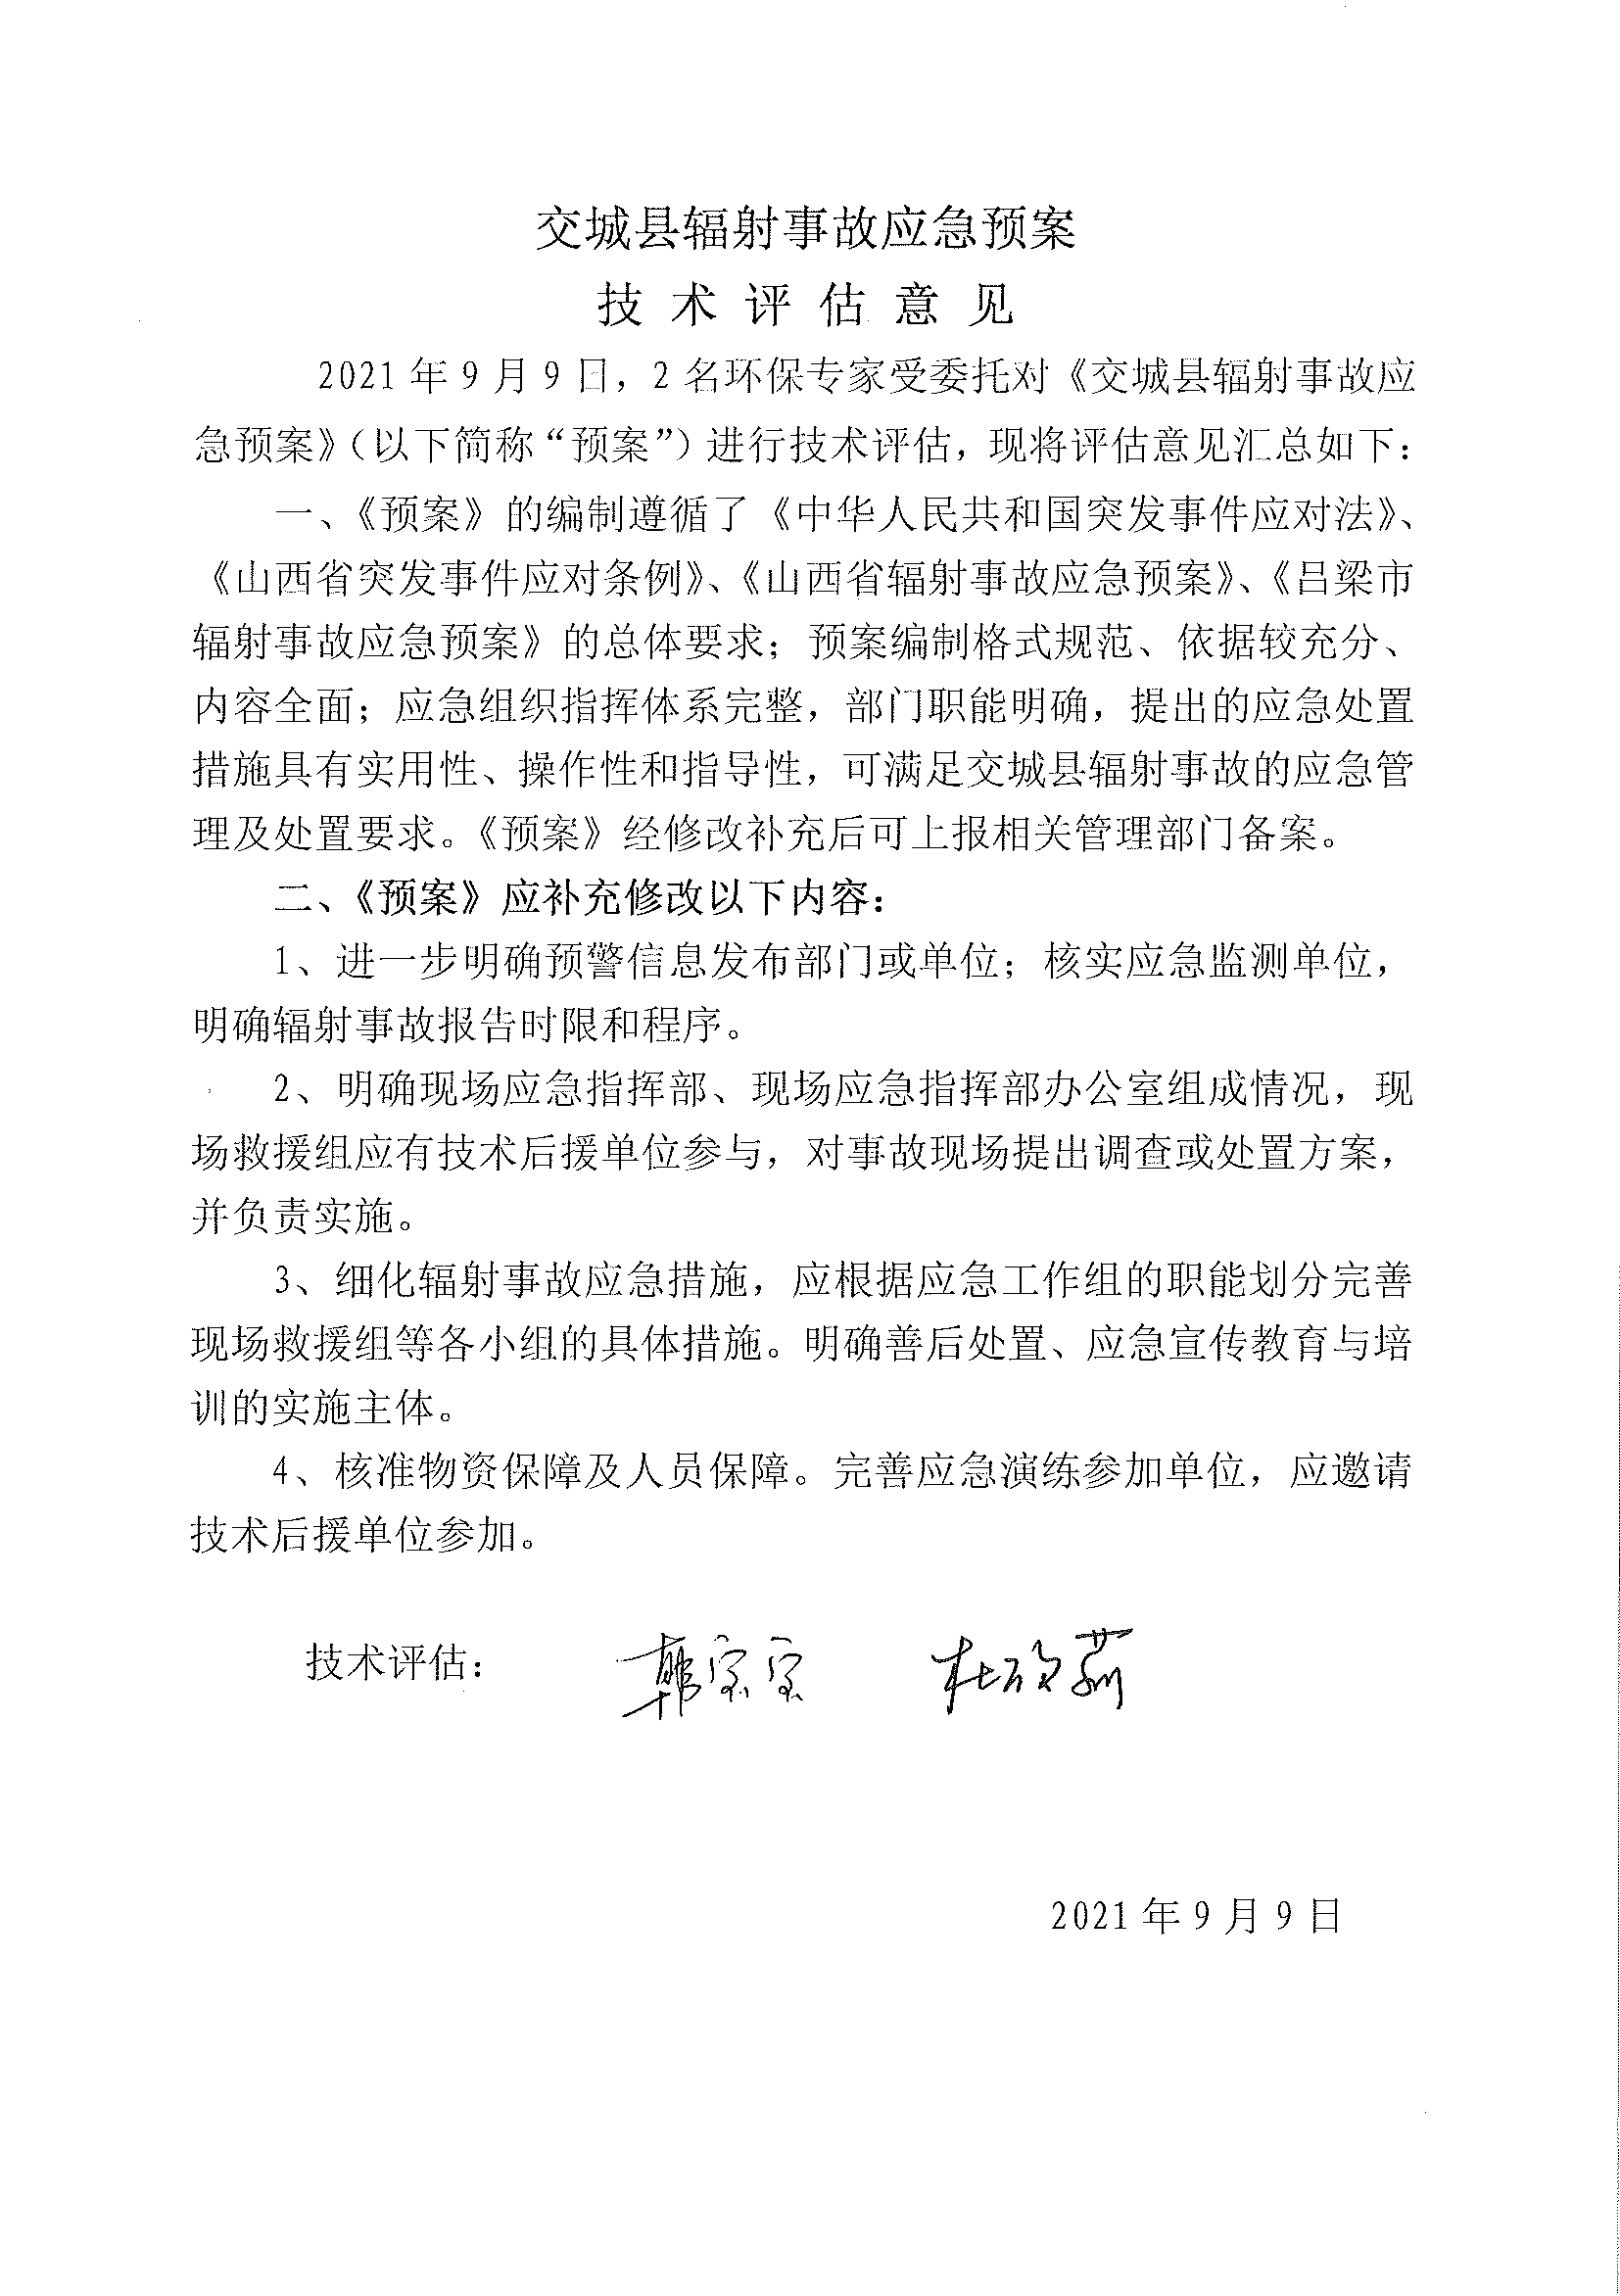 交城县辐射事故应急预案
技术评估意见
2021年9月9日，2名环保专家受委托对《交城县辐射事故应
急预案》（以下简称“预案”）进行技术评估，现将评估意见汇总如下：
一、《预案》的编制遵循了《中华人民共和国突发事件应对法》、
《山西省突发事件应对条例》、《山西省辐射事故应急预案》、《吕梁市
辐射事故应急预案》的总体要求；预案编制格式规范、依据较充分、
内容全面；应急组织指挥体系完整，部门职能明确，提出的应急处置
措施具有实用性、操作性和指导性，可满足交城县辐射事故的应急管
理及处置要求。《预案》经修改补充后可上报相关管理部门备案。
二、《预案》应补充修改以下内容：
1、进一步明确预警信息发布部门或单位；核实应急监测单位，
明确辐射事故报告时限和程序。
2、明确现场应急指挥部、现场应急指挥部办公室组成情况，现
场救援组应有技术后援单位参与，对事故现场提出调查或处置方案，
并负责实施。
3、细化辐射事故应急措施，应根据应急工作组的职能划分完善
现场救援组等各小组的具体措施。明确善后处置、应急宣传教育与培
训的实施主体。
4、核准物资保障及人员保障。完善应急演练参加单位，应邀请
技术后援单位参加。
技术评估：
2021年9月9日